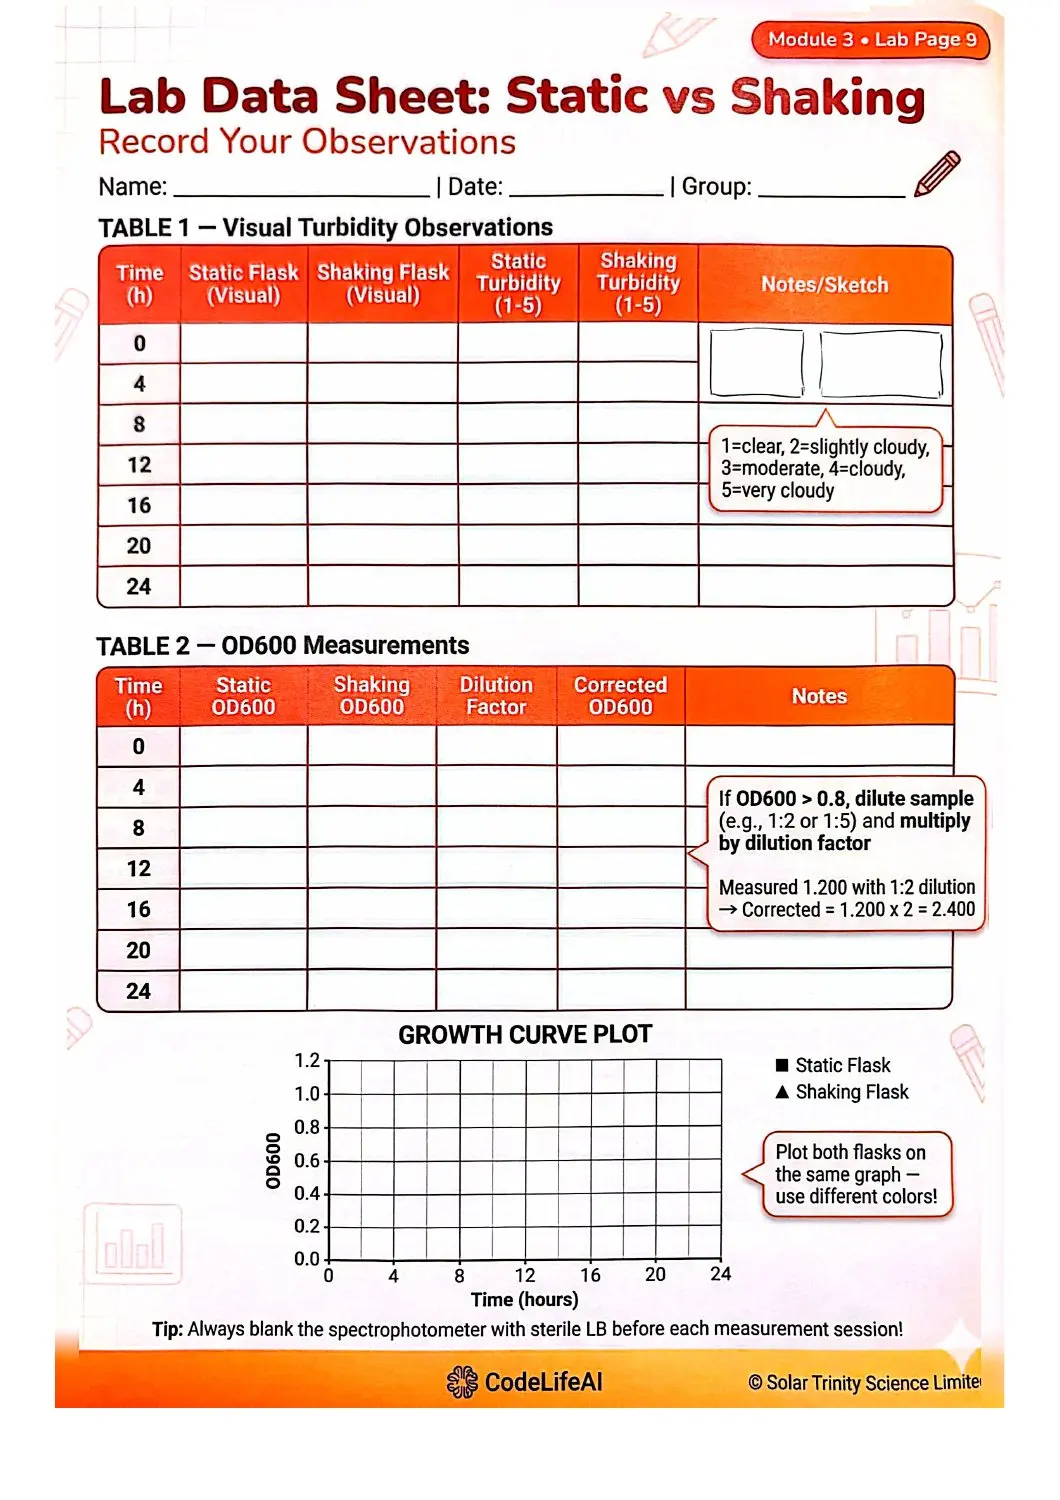 Module 3 • Lab Page 9
Lab Data Sheet: Static vs Shaking
Record Your Observations
Name: ____________________ | Date: ____________ | Group: ____________
TABLE 1 — Visual Turbidity Observations
Time (h) Static Flask (Visual) Shaking Flask (Visual) Static Turbidity (1-5) Shaking Turbidity (1-5) Notes/Sketch
0
4
8
12
16
20
24
1=clear, 2=slightly cloudy,
3=moderate, 4=cloudy,
5=very cloudy
TABLE 2 — OD600 Measurements
Time (h) Static OD600 Shaking OD600 Dilution Factor Corrected OD600 Notes
0
4
8
12
16
20
24
If OD600 > 0.8, dilute sample
(e.g., 1:2 or 1:5) and multiply
by dilution factor
Measured 1.200 with 1:2 dilution
→ Corrected = 1.200 x 2 = 2.400
GROWTH CURVE PLOT
1.2
1.0
0.8
0.6
0.4
0.2
0.0
OD600
0 4 8 12 16 20 24
Time (hours)
■ Static Flask
▲ Shaking Flask
Plot both flasks on
the same graph —
use different colors!
Tip: Always blank the spectrophotometer with sterile LB before each measurement session!
CodeLifeAI
© Solar Trinity Science Limite